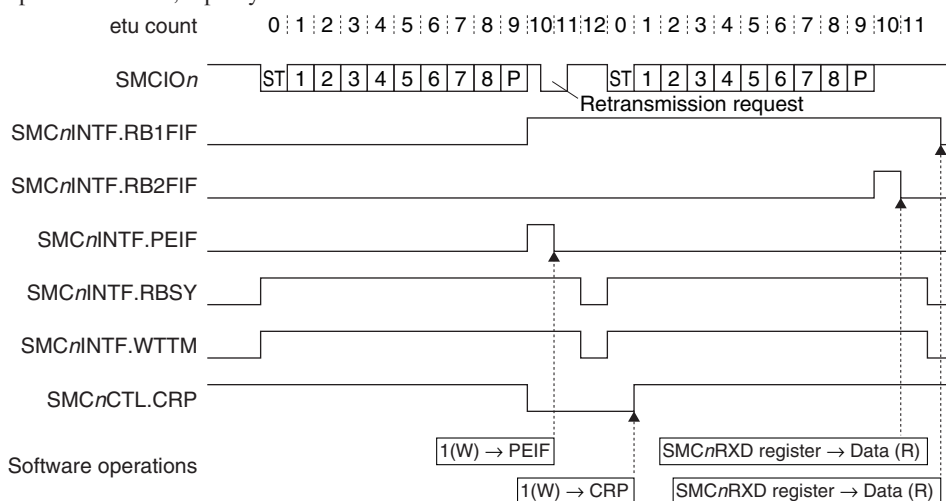 etu count 0 1 2 3 4 5 6 7 8 9 10 11 12 0 1 2 3 4 5 6 7 8 9 10 11
SMCIOn ST 1 2 3 4 5 6 7 8 P ST 1 2 3 4 5 6 7 8 P
Retransmission request
SMCnINTF.RB1FIF
SMCnINTF.RB2FIF
SMCnINTF.PEIF
SMCnINTF.RBSY
SMCnINTF.WTTM
SMCnCTL.CRP
1(W) → PEIF SMCnRXD register → Data (R)
Software operations
1(W) → CRP SMCnRXD register → Data (R)